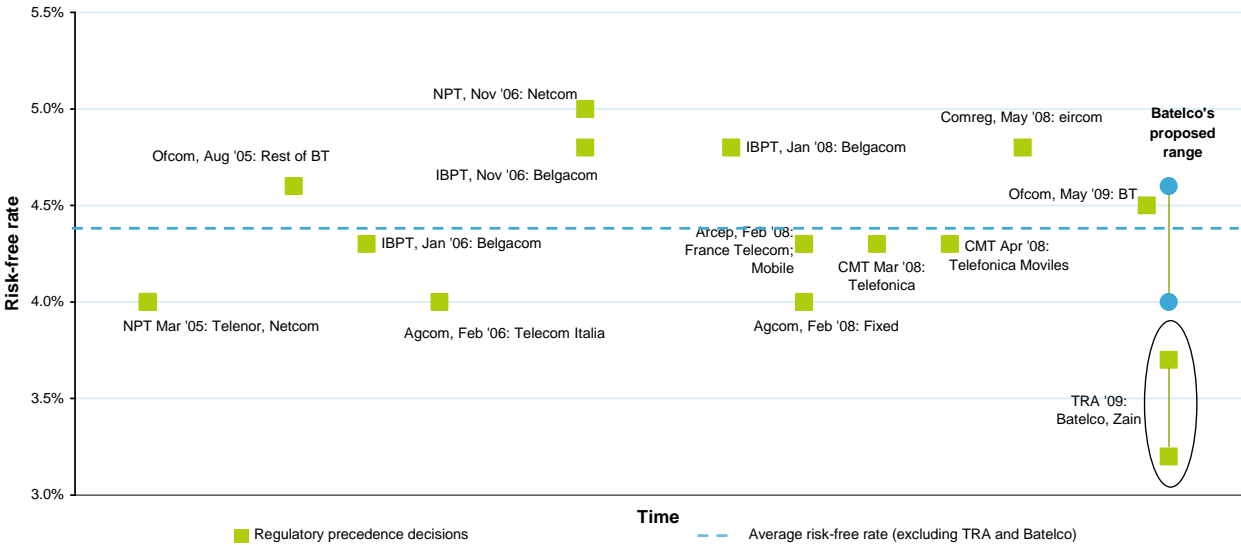 5.5%
5.0%
4.5%
4.0%
3.5%
3.0%
Risk-free rate
NPT, Nov '06: Netcom
Comreg, May '08: eircom
Batelco's
proposed
range
Ofcom, Aug '05: Rest of BT
IBPT, Nov '06: Belgacom
IBPT, Jan '08: Belgacom
Ofcom, May '09: BT
IBPT, Jan '06: Belgacom
Arcep, Feb '08:
France Telecom;
Mobile
CMT Mar '08:
Telefonica
CMT Apr '08:
Telefonica Moviles
NPT Mar '05: Telenor, Netcom
Agcom, Feb '06: Telecom Italia
Agcom, Feb '08: Fixed
TRA '09:
Batelco, Zain
Time
Regulatory precedence decisions
Average risk-free rate (excluding TRA and Batelco)